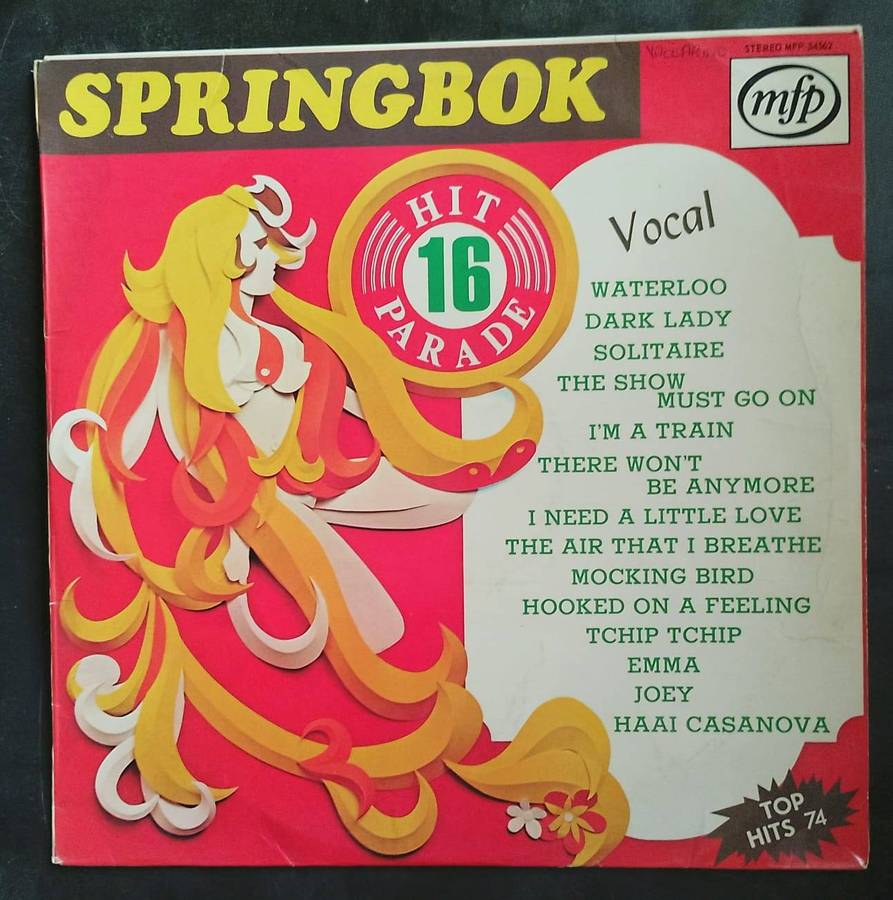 STEREO MFP 54562
SPRINGBOK
mfp
HIT
16
PARADE
Vocal
WATERLOO
DARK LADY
SOLITAIRE
THE SHOW
MUST GO ON
I'M A TRAIN
THERE WON'T
BE ANYMORE
I NEED A LITTLE LOVE
THE AIR THAT I BREATHE
MOCKING BIRD
HOOKED ON A FEELING
TCHIP TCHIP
EMMA
JOEY
HAAI CASANOVA
TOP
HITS 74